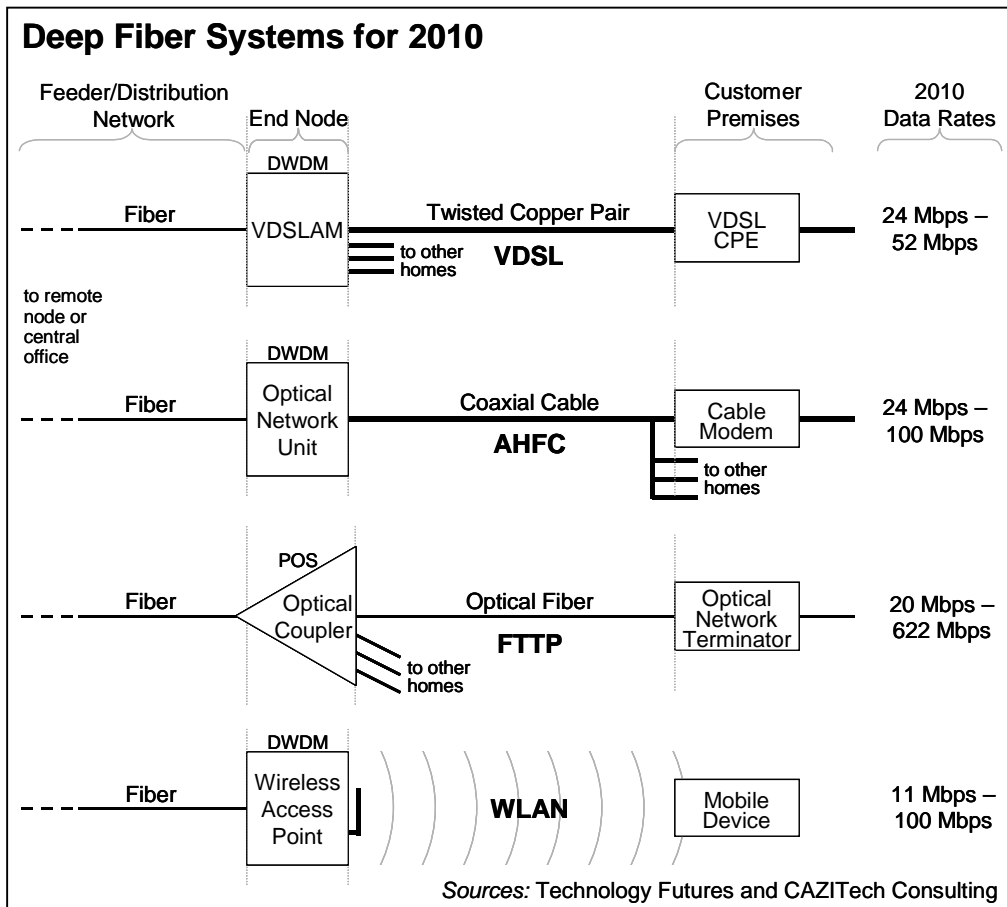 Deep Fiber Systems for 2010
Feeder/Distribution
Network
End Node
Customer
Premises
2010
Data Rates
DWDM
Fiber
VDSLAM
Twisted Copper Pair
VDSL
to other
homes
VDSL
CPE
24 Mbps –
52 Mbps
to remote
node or
central
office
DWDM
Fiber
Optical
Network
Unit
Coaxial Cable
AHFC
Cable
Modem
to other
homes
24 Mbps –
100 Mbps
POS
Fiber
Optical
Coupler
Optical Fiber
FTTP
to other
homes
Optical
Network
Terminator
20 Mbps –
622 Mbps
DWDM
Fiber
Wireless
Access
Point
WLAN
Mobile
Device
11 Mbps –
100 Mbps
Sources: Technology Futures and CAZITech Consulting